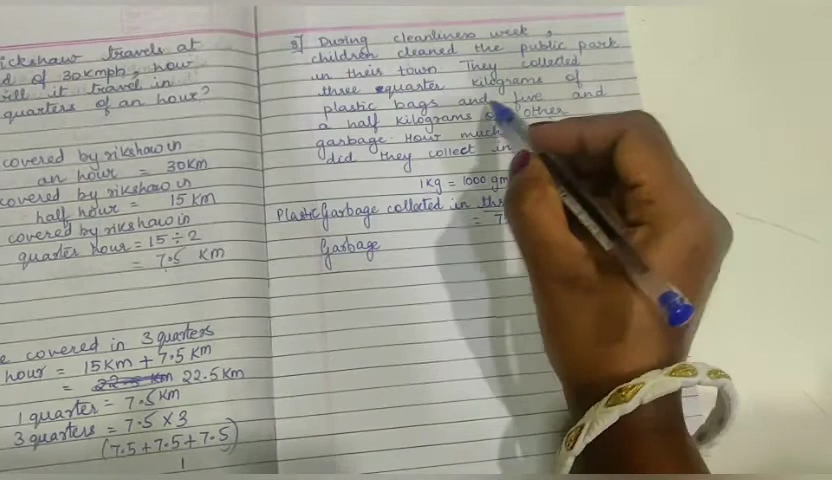 ickshaw travels at
d of 30kmph, how
will it travel in
quarters of an hour?
covered by rikshaw in
an hour = 30Km
covered by rikshaw in
half hour = 15 KM
covered by rikshaw in
quarter hour = 15 ÷ 2
= 7.5 KM
e covered in 3 quarters
hour = 15KM + 7.5 KM
= 22.5 KM
1 quarter = 7.5KM
3 quarters = 7.5 × 3
(7.5 + 7.5 + 7.5)
8] During cleanliness week,
children cleaned the public park
in their town They collected
three quarter kilograms of
plastic bags and five and
a half kilograms of other
garbage. How much
did they collect in
1Kg = 1000 gm
Plastic Garbage collected in
= 7
Garbage